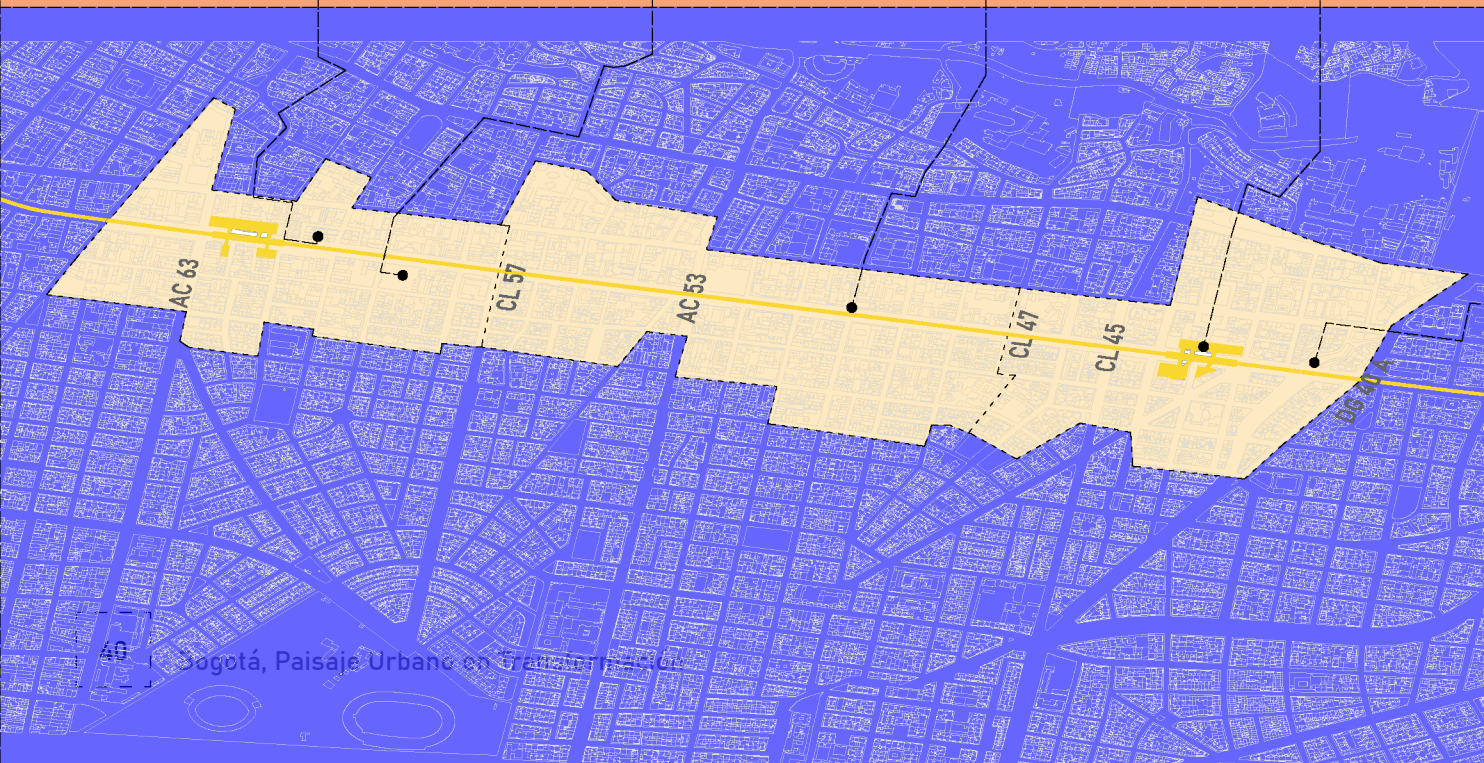 AC 63
CL 57
AC 53
CL 47
CL 45
DG 40 A
40
Bogotá, Paisaje Urbano en Transformación